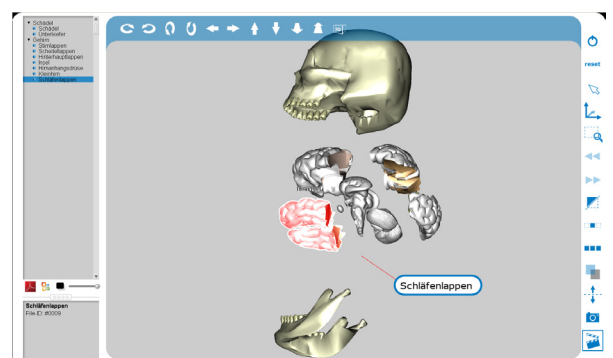 Schädel
Schädel
Unterkiefer
Gehirn
Stirnlappen
Scheitellappen
Hinterhauptlappen
Insel
Hirnanhangsdrüse
Kleinhirn
Schläfenlappen
reset
Schläfenlappen
Schläfenlappen
File ID: #0009